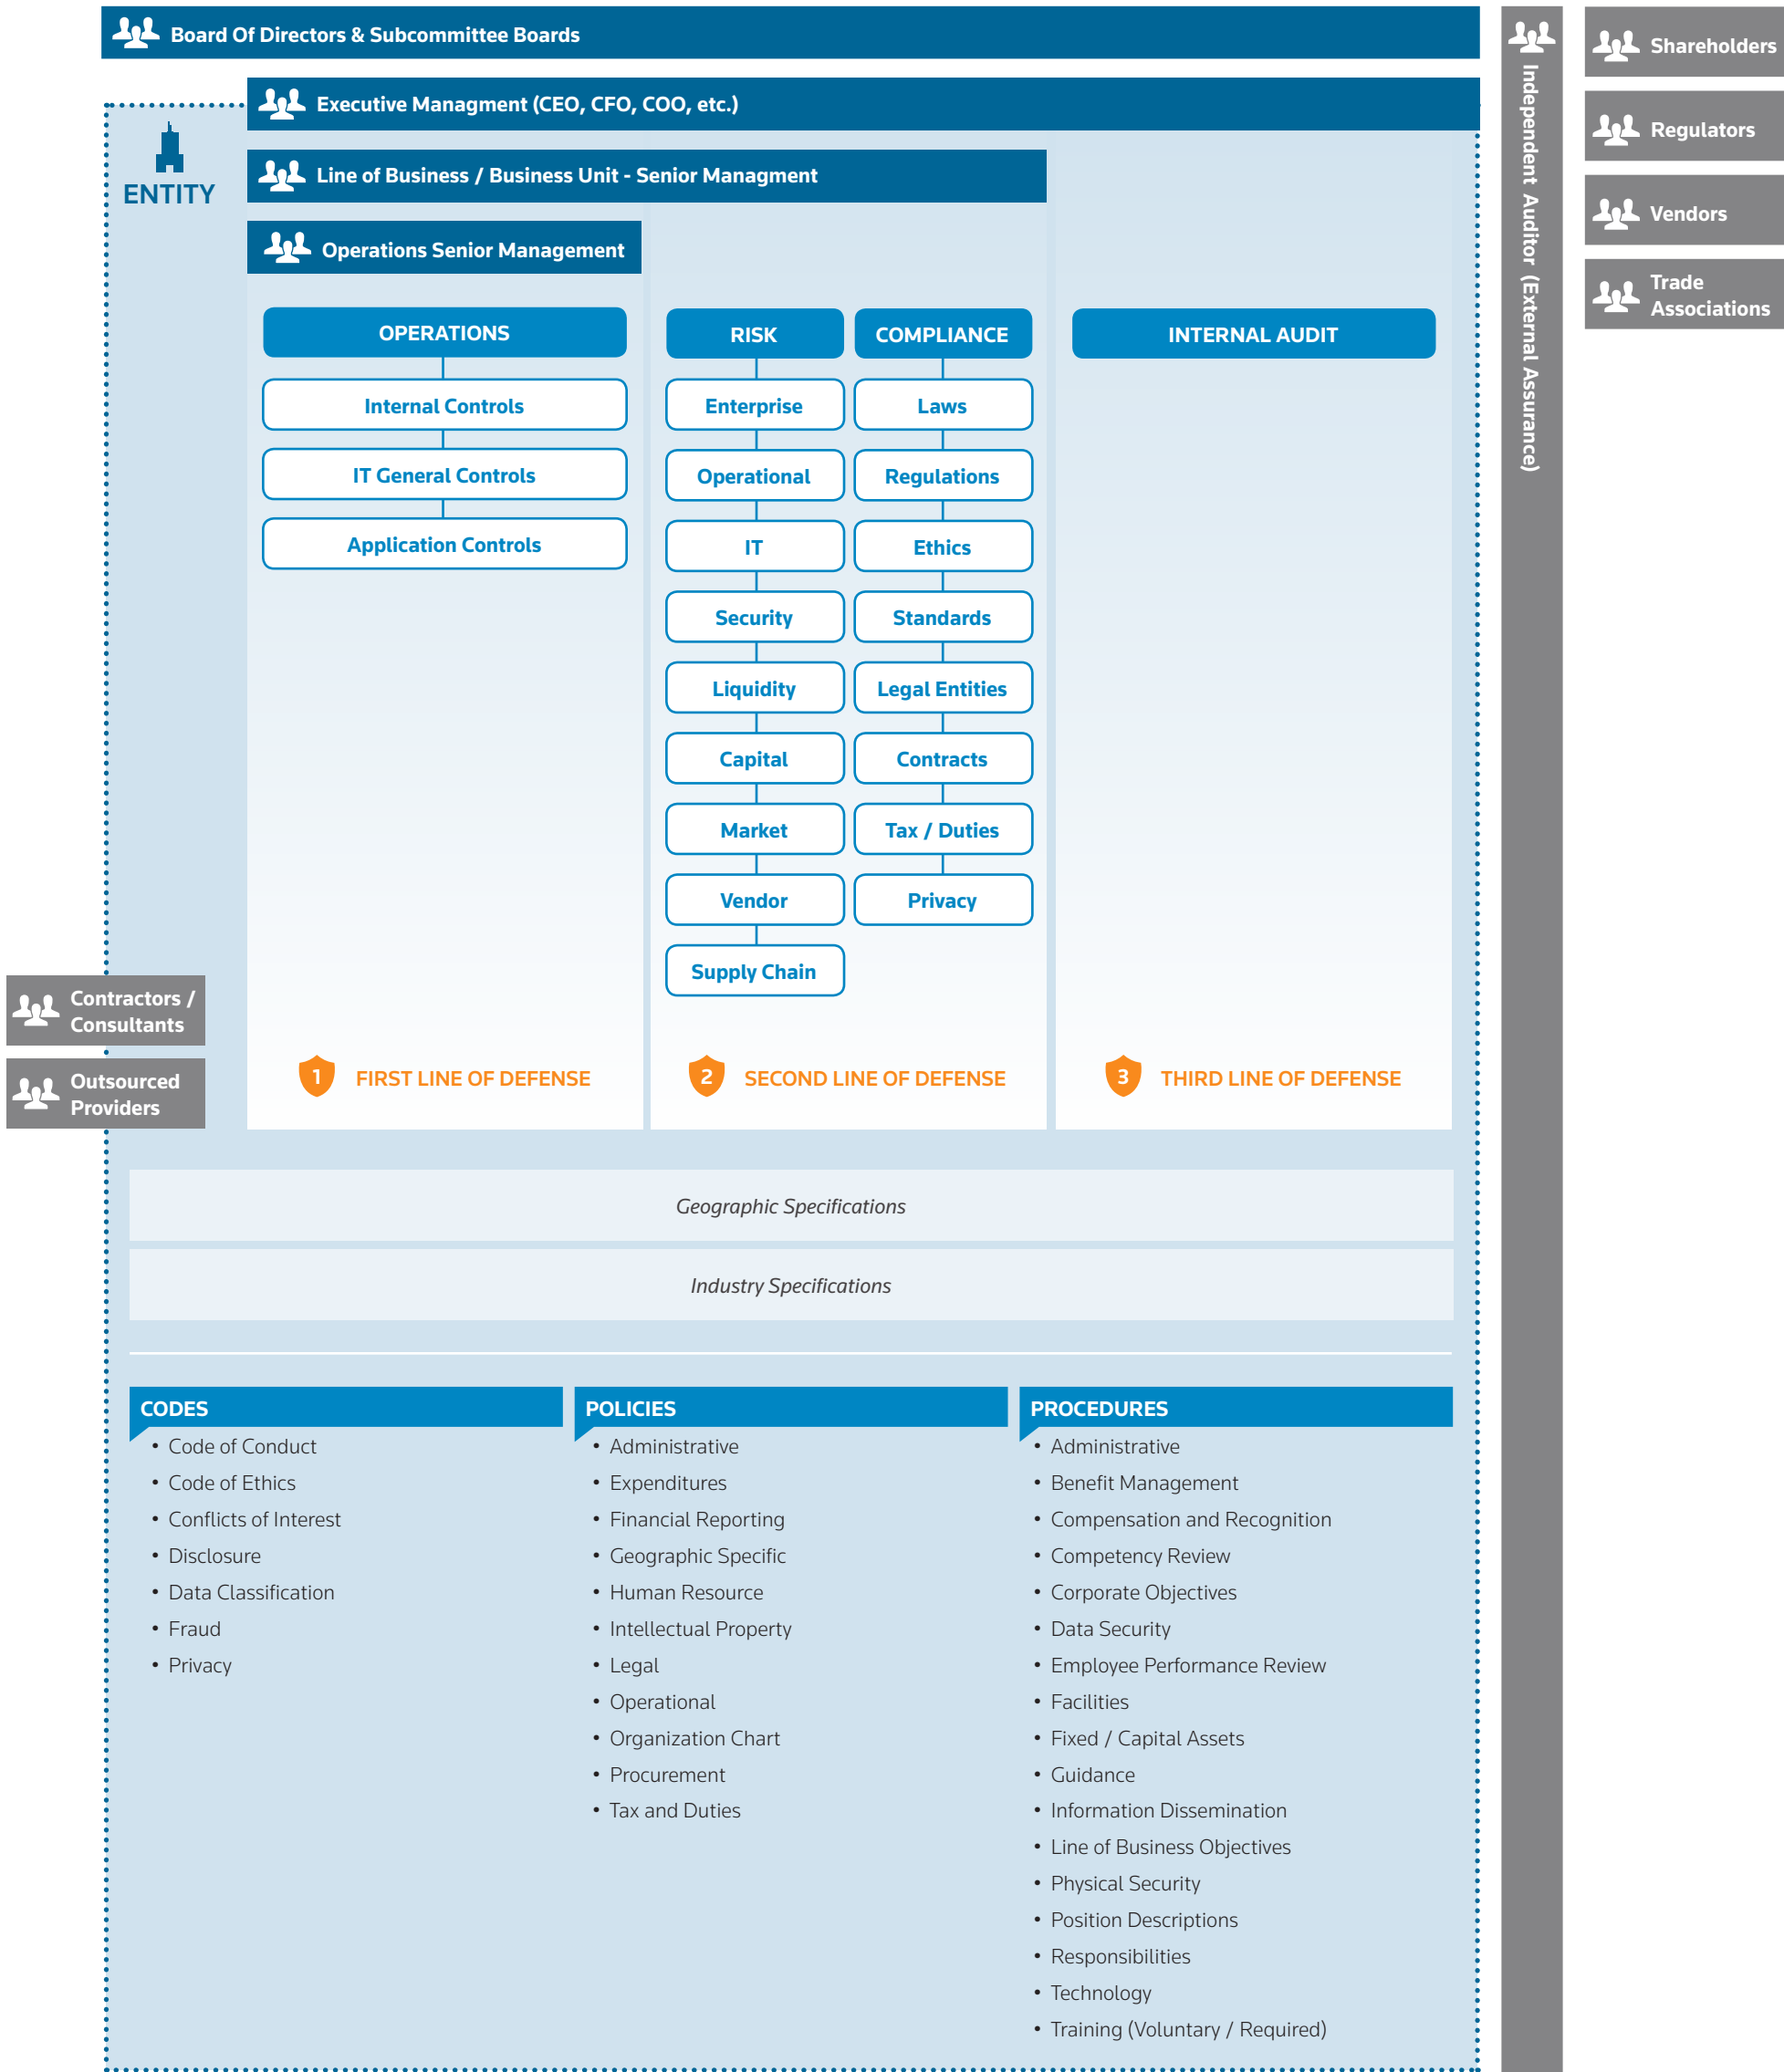 Board Of Directors & Subcommittee Boards
Executive Managment (CEO, CFO, COO, etc.)
ENTITY
Line of Business / Business Unit - Senior Managment
Operations Senior Management
OPERATIONS
Internal Controls
IT General Controls
Application Controls
1 FIRST LINE OF DEFENSE
RISK
Enterprise
Operational
IT
Security
Liquidity
Capital
Market
Vendor
Supply Chain
COMPLIANCE
Laws
Regulations
Ethics
Standards
Legal Entities
Contracts
Tax / Duties
Privacy
2 SECOND LINE OF DEFENSE
INTERNAL AUDIT
3 THIRD LINE OF DEFENSE
Independent Auditor (External Assurance)
Shareholders
Regulators
Vendors
Trade
Associations
Contractors /
Consultants
Outsourced
Providers
Geographic Specifications
Industry Specifications
CODES
• Code of Conduct
• Code of Ethics
• Conflicts of Interest
• Disclosure
• Data Classification
• Fraud
• Privacy
POLICIES
• Administrative
• Expenditures
• Financial Reporting
• Geographic Specific
• Human Resource
• Intellectual Property
• Legal
• Operational
• Organization Chart
• Procurement
• Tax and Duties
PROCEDURES
• Administrative
• Benefit Management
• Compensation and Recognition
• Competency Review
• Corporate Objectives
• Data Security
• Employee Performance Review
• Facilities
• Fixed / Capital Assets
• Guidance
• Information Dissemination
• Line of Business Objectives
• Physical Security
• Position Descriptions
• Responsibilities
• Technology
• Training (Voluntary / Required)